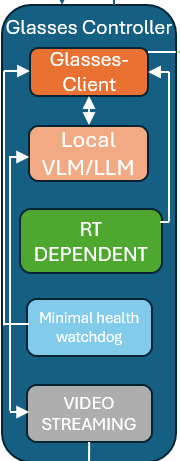 Glasses Controller
Glasses-
Client
Local
VLM/LLM
RT
DEPENDENT
Minimal health
watchdog
VIDEO
STREAMING